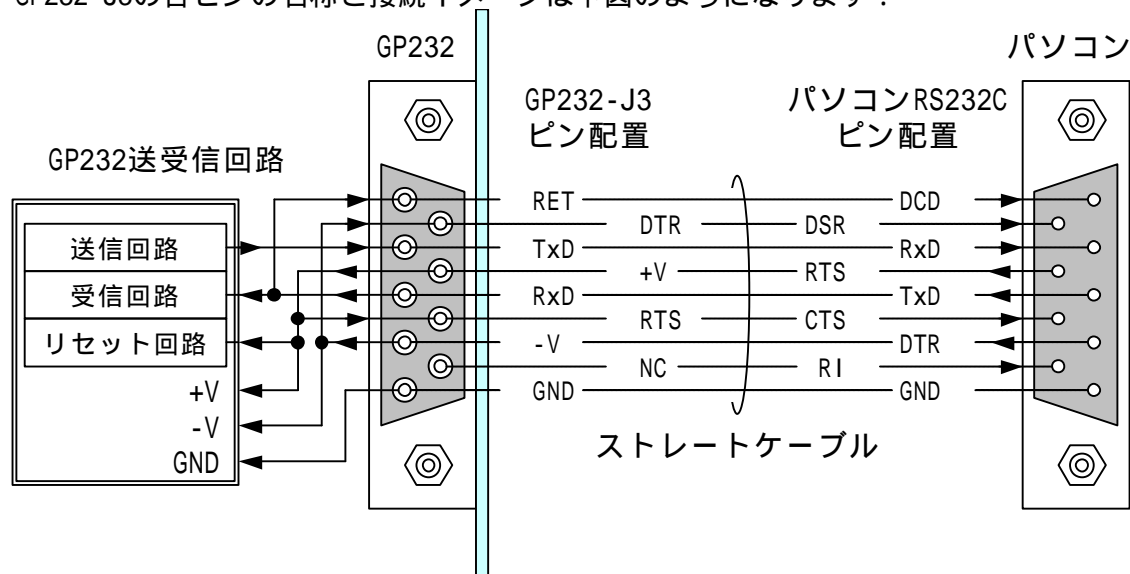 GP232-J3の各ピンの名称と接続イメージは下図のようになります.
GP232
パソコン
GP232-J3
ピン配置
パソコンRS232C
ピン配置
GP232送受信回路
送信回路
受信回路
リセット回路
+V
-V
GND
RET
DCD
DTR
DSR
TxD
RxD
+V
RTS
RxD
TxD
RTS
CTS
-V
DTR
NC
RI
GND
GND
ストレートケーブル